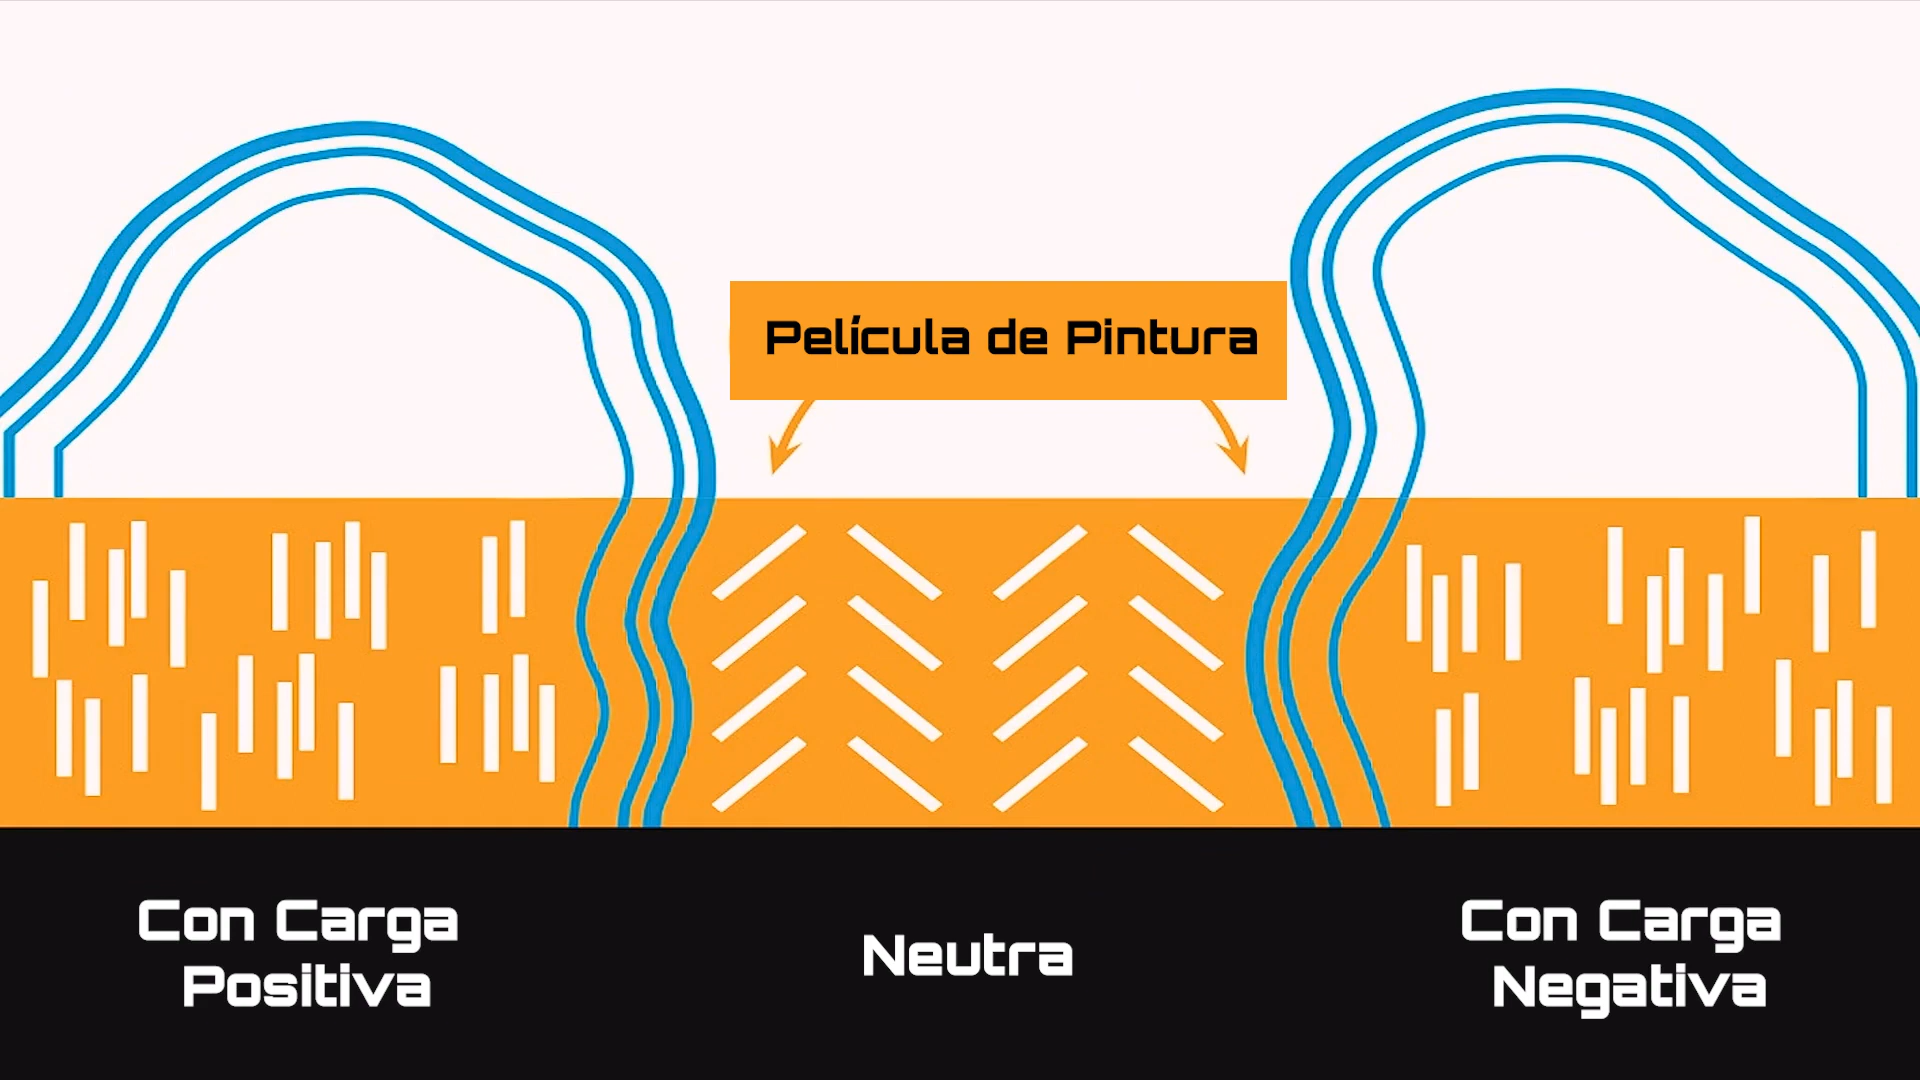 Película de Pintura
Con Carga
Positiva
Neutra
Con Carga
Negativa